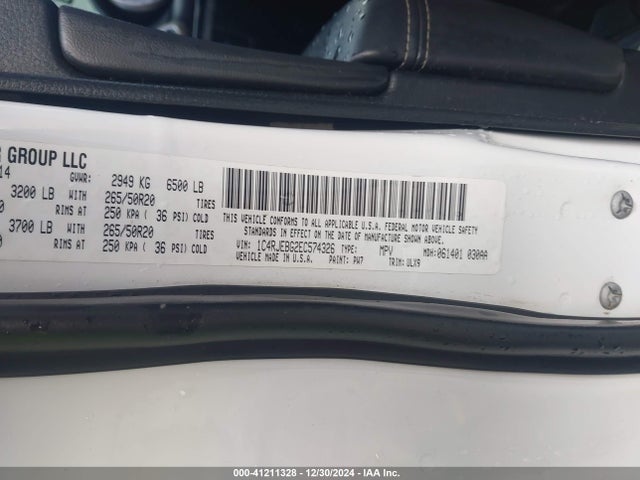 GROUP LLC
14
GVWR: 2949 KG 6500 LB
3200 LB WITH 265/50R20 TIRES
RIMS AT 250 KPA ( 36 PSI) COLD
3700 LB WITH 265/50R20 TIRES
RIMS AT 250 KPA ( 36 PSI) COLD
THIS VEHICLE CONFORMS TO ALL APPLICABLE U.S.A. FEDERAL MOTOR VEHICLE SAFETY
STANDARDS IN EFFECT ON THE DATE OF MANUFACTURE SHOWN ABOVE.
VIN: 1C4RJEBG2EC574326 TYPE: MPV MDH: 061401 030AA
VEHICLE MADE IN U.S.A. PAINT: PW7 TRIM: ULX9
000-41211328 - 12/30/2024 - IAAI